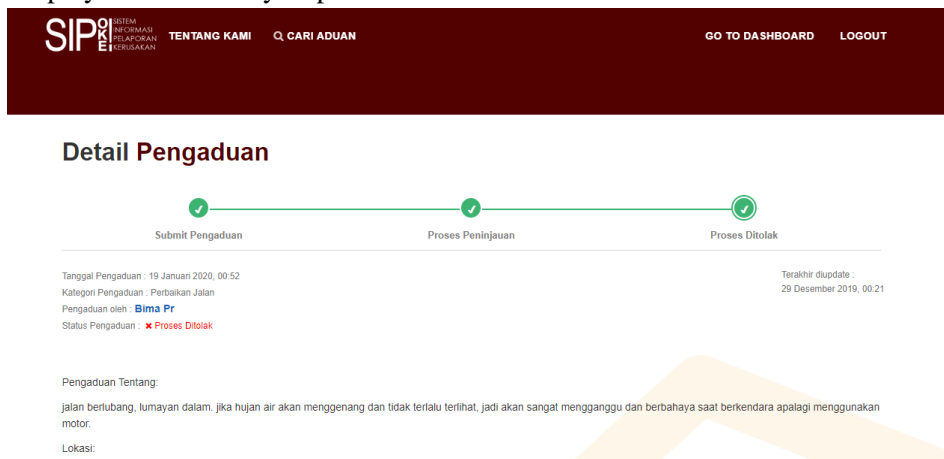 SIPOKE SISTEM INFORMASI PELAPORAN KERUSAKAN TENTANG KAMI CARI ADUAN GO TO DASHBOARD LOGOUT
Detail Pengaduan
Submit Pengaduan Proses Peninjauan Proses Ditolak
Tanggal Pengaduan : 19 Januari 2020, 00:52
Terakhir diupdate :
Kategori Pengaduan : Perbaikan Jalan
29 Desember 2019, 00:21
Pengaduan oleh : Bima Pr
Status Pengaduan : ✖ Proses Ditolak
Pengaduan Tentang:
jalan berlubang, lumayan dalam. jika hujan air akan menggenang dan tidak terlalu terlihat, jadi akan sangat mengganggu dan berbahaya saat berkendara apalagi menggunakan
motor.
Lokasi: